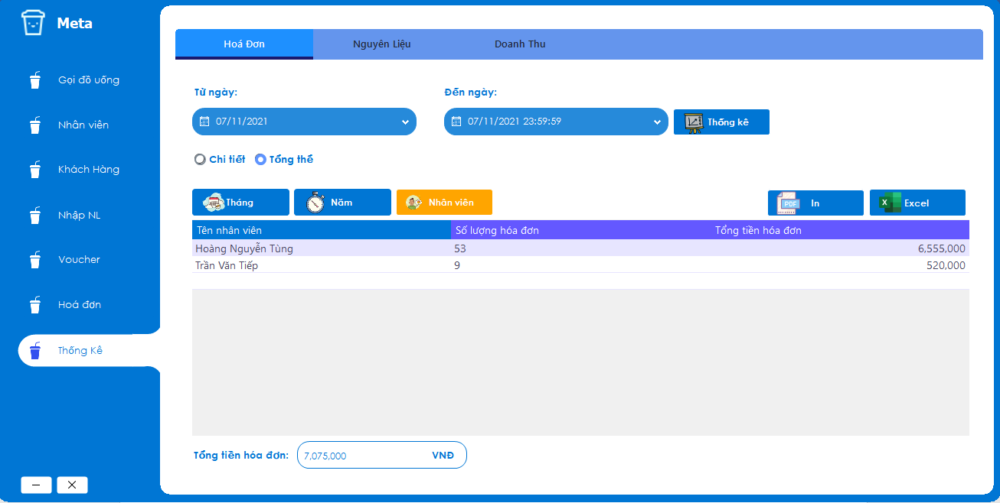 Meta
Gọi đồ uống
Nhân viên
Khách Hàng
Nhập NL
Voucher
Hoá đơn
Thống Kê
Hoá Đơn Nguyên Liệu Doanh Thu
Từ ngày: Đến ngày:
07/11/2021 07/11/2021 23:59:59 Thống kê
Chi tiết Tổng thể
Tháng Năm Nhân viên PDF In X Excel
Tên nhân viên Số lượng hóa đơn Tổng tiền hóa đơn
Hoàng Nguyễn Tùng 53 6,555,000
Trần Văn Tiếp 9 520,000
Tổng tiền hóa đơn: 7,075,000 VNĐ